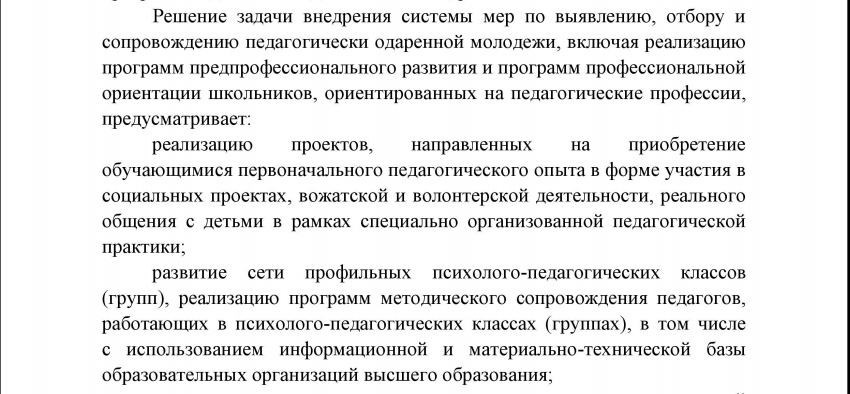 Решение задачи внедрения системы мер по выявлению, отбору и
сопровождению педагогически одаренной молодежи, включая реализацию
программ предпрофессионального развития и программ профессиональной
ориентации школьников, ориентированных на педагогические профессии,
предусматривает:
реализацию проектов, направленных на приобретение
обучающимися первоначального педагогического опыта в форме участия в
социальных проектах, вожатской и волонтерской деятельности, реального
общения с детьми в рамках специально организованной педагогической
практики;
развитие сети профильных психолого-педагогических классов
(групп), реализацию программ методического сопровождения педагогов,
работающих в психолого-педагогических классах (группах), в том числе
с использованием информационной и материально-технической базы
образовательных организаций высшего образования;